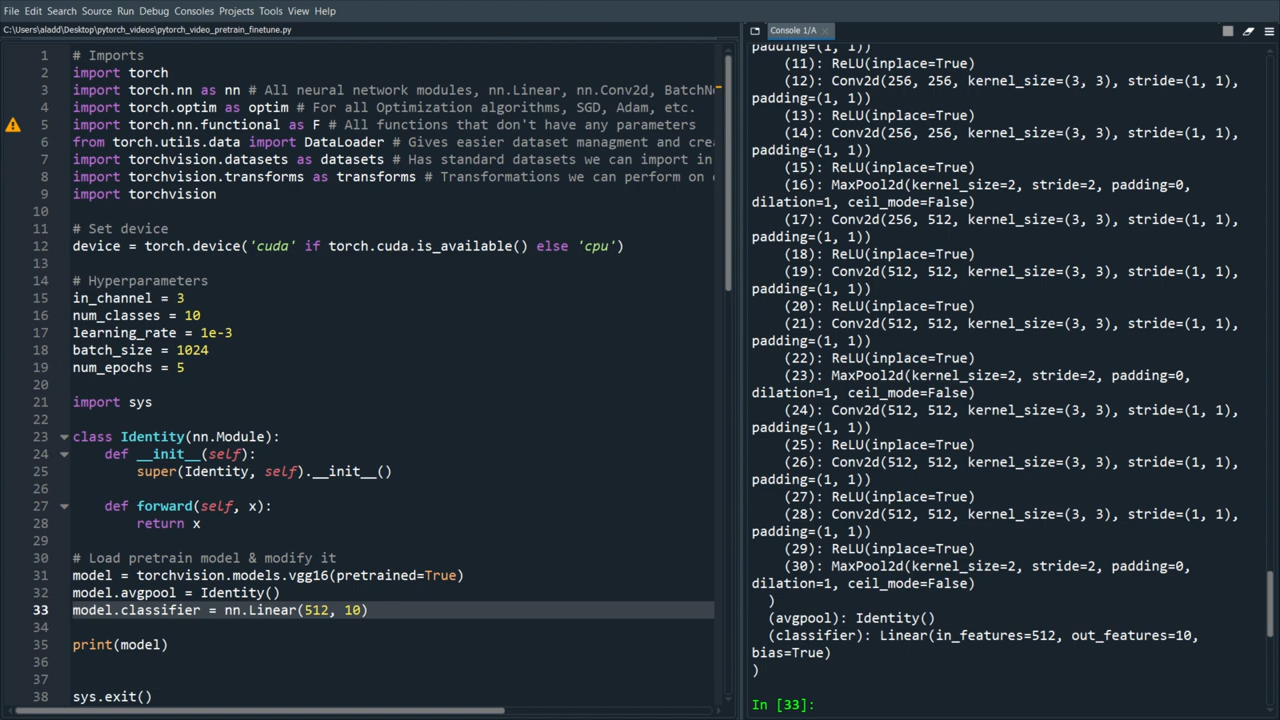 File Edit Search Source Run Debug Consoles Projects Tools View Help
C:\Users\aladd\Desktop\pytorch_videos\pytorch_video_pretrain_finetune.py
1 # Imports
2 import torch
3 import torch.nn as nn # All neural network modules, nn.Linear, nn.Conv2d, BatchNo
4 import torch.optim as optim # For all Optimization algorithms, SGD, Adam, etc.
5 import torch.nn.functional as F # All functions that don't have any parameters
6 from torch.utils.data import DataLoader # Gives easier dataset managment and crea
7 import torchvision.datasets as datasets # Has standard datasets we can import in
8 import torchvision.transforms as transforms # Transformations we can perform on
9 import torchvision
10
11 # Set device
12 device = torch.device('cuda' if torch.cuda.is_available() else 'cpu')
13
14 # Hyperparameters
15 in_channel = 3
16 num_classes = 10
17 learning_rate = 1e-3
18 batch_size = 1024
19 num_epochs = 5
20
21 import sys
22
23 class Identity(nn.Module):
24 def __init__(self):
25 super(Identity, self).__init__()
26
27 def forward(self, x):
28 return x
29
30 # Load pretrain model & modify it
31 model = torchvision.models.vgg16(pretrained=True)
32 model.avgpool = Identity()
33 model.classifier = nn.Linear(512, 10)
34
35 print(model)
36
37
38 sys.exit()
Console 1/A
padding=(1, 1))
(11): ReLU(inplace=True)
(12): Conv2d(256, 256, kernel_size=(3, 3), stride=(1, 1),
padding=(1, 1))
(13): ReLU(inplace=True)
(14): Conv2d(256, 256, kernel_size=(3, 3), stride=(1, 1),
padding=(1, 1))
(15): ReLU(inplace=True)
(16): MaxPool2d(kernel_size=2, stride=2, padding=0,
dilation=1, ceil_mode=False)
(17): Conv2d(256, 512, kernel_size=(3, 3), stride=(1, 1),
padding=(1, 1))
(18): ReLU(inplace=True)
(19): Conv2d(512, 512, kernel_size=(3, 3), stride=(1, 1),
padding=(1, 1))
(20): ReLU(inplace=True)
(21): Conv2d(512, 512, kernel_size=(3, 3), stride=(1, 1),
padding=(1, 1))
(22): ReLU(inplace=True)
(23): MaxPool2d(kernel_size=2, stride=2, padding=0,
dilation=1, ceil_mode=False)
(24): Conv2d(512, 512, kernel_size=(3, 3), stride=(1, 1),
padding=(1, 1))
(25): ReLU(inplace=True)
(26): Conv2d(512, 512, kernel_size=(3, 3), stride=(1, 1),
padding=(1, 1))
(27): ReLU(inplace=True)
(28): Conv2d(512, 512, kernel_size=(3, 3), stride=(1, 1),
padding=(1, 1))
(29): ReLU(inplace=True)
(30): MaxPool2d(kernel_size=2, stride=2, padding=0,
dilation=1, ceil_mode=False)
)
(avgpool): Identity()
(classifier): Linear(in_features=512, out_features=10,
bias=True)
)
In [33]: